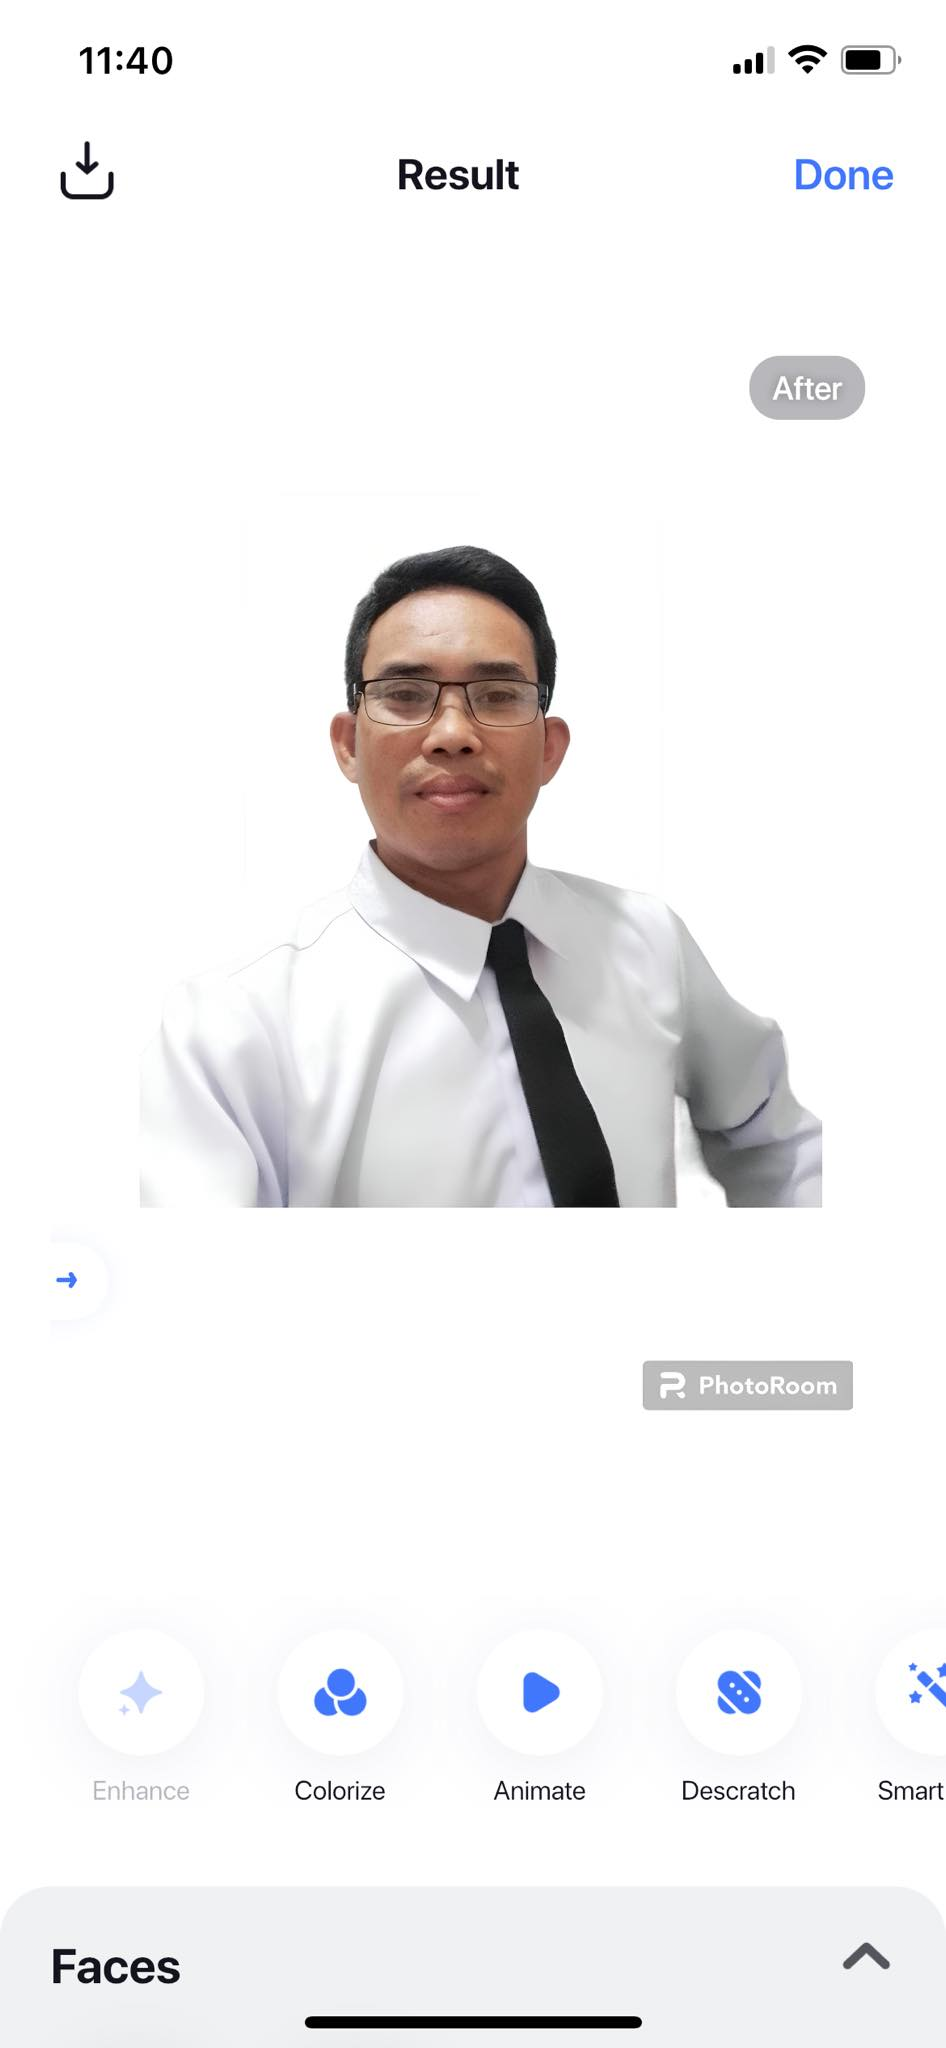 11:40
Result
Done
After
PhotoRoom
Enhance
Colorize
Animate
Descratch
Smart
Faces